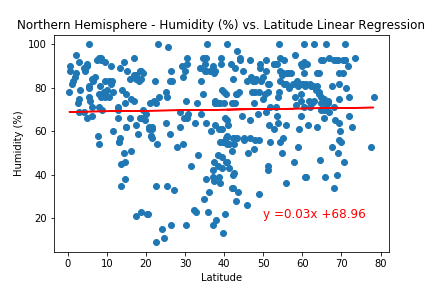 Northern Hemisphere - Humidity (%) vs. Latitude Linear Regression
100
80
60
40
20
Humidity (%)
y =0.03x +68.96
0 10 20 30 40 50 60 70 80
Latitude